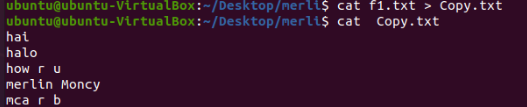 ubuntu@ubuntu-VirtualBox:~/Desktop/merli$ cat f1.txt > Copy.txt
ubuntu@ubuntu-VirtualBox:~/Desktop/merli$ cat  Copy.txt
hai
halo
how r u
merlin Moncy
mca r b